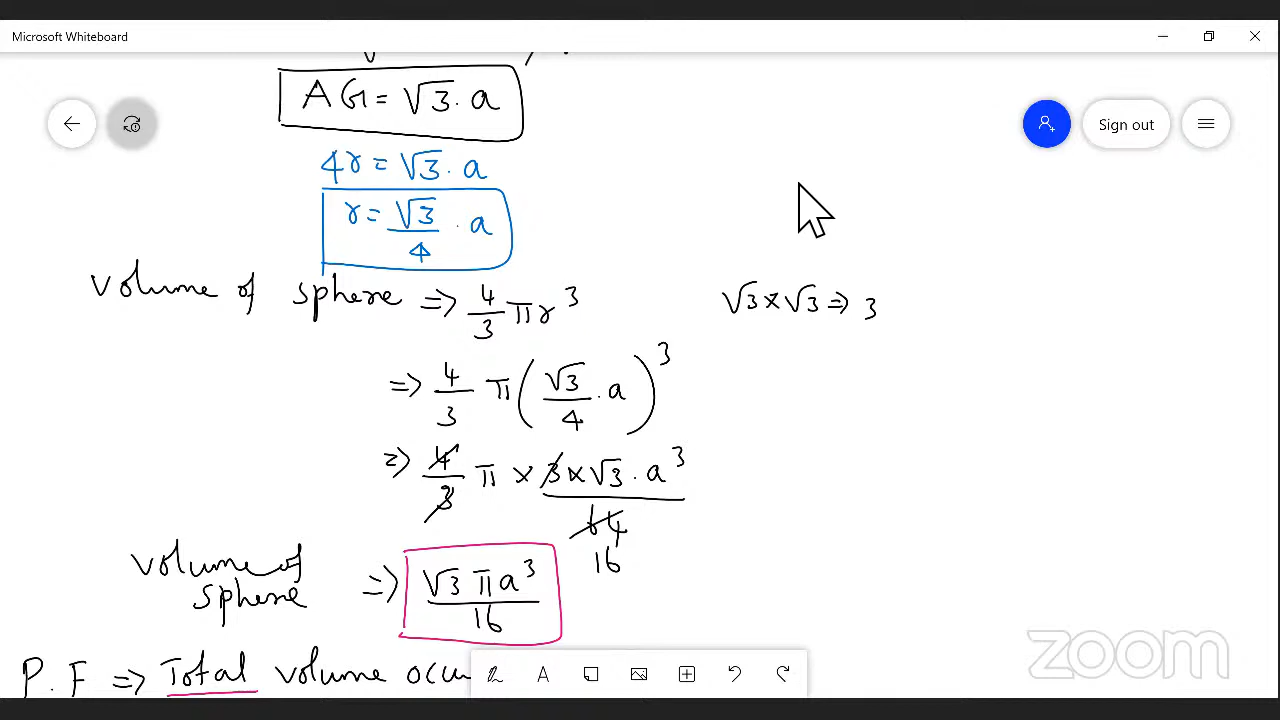 Microsoft Whiteboard
AG = √3 . a
Sign out
4r = √3 . a
r = √3/4 . a
Volume of sphere => 4/3 πr³
√3 x √3 => 3
=> 4/3 π (√3/4 . a)³
=> 4/3 π x 3 x √3 . a³/64
16
Volume of sphere => √3 πa³/16
P.F => Total volume occu
A
zoom